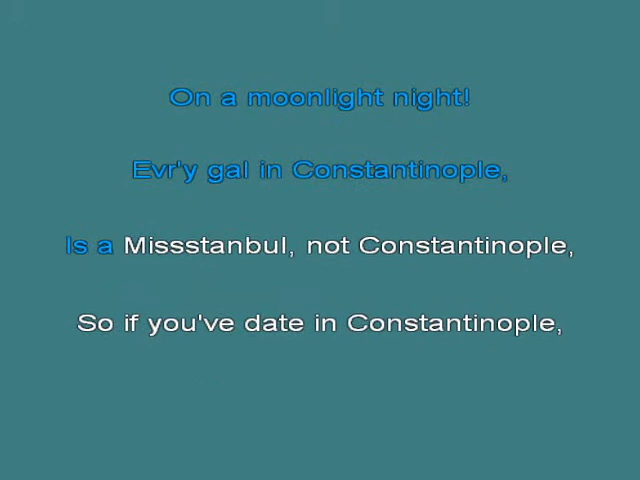 On a moonlight night!
Evr'y gal in Constantinople,
Is a Missstanbul, not Constantinople,
So if you've date in Constantinople,